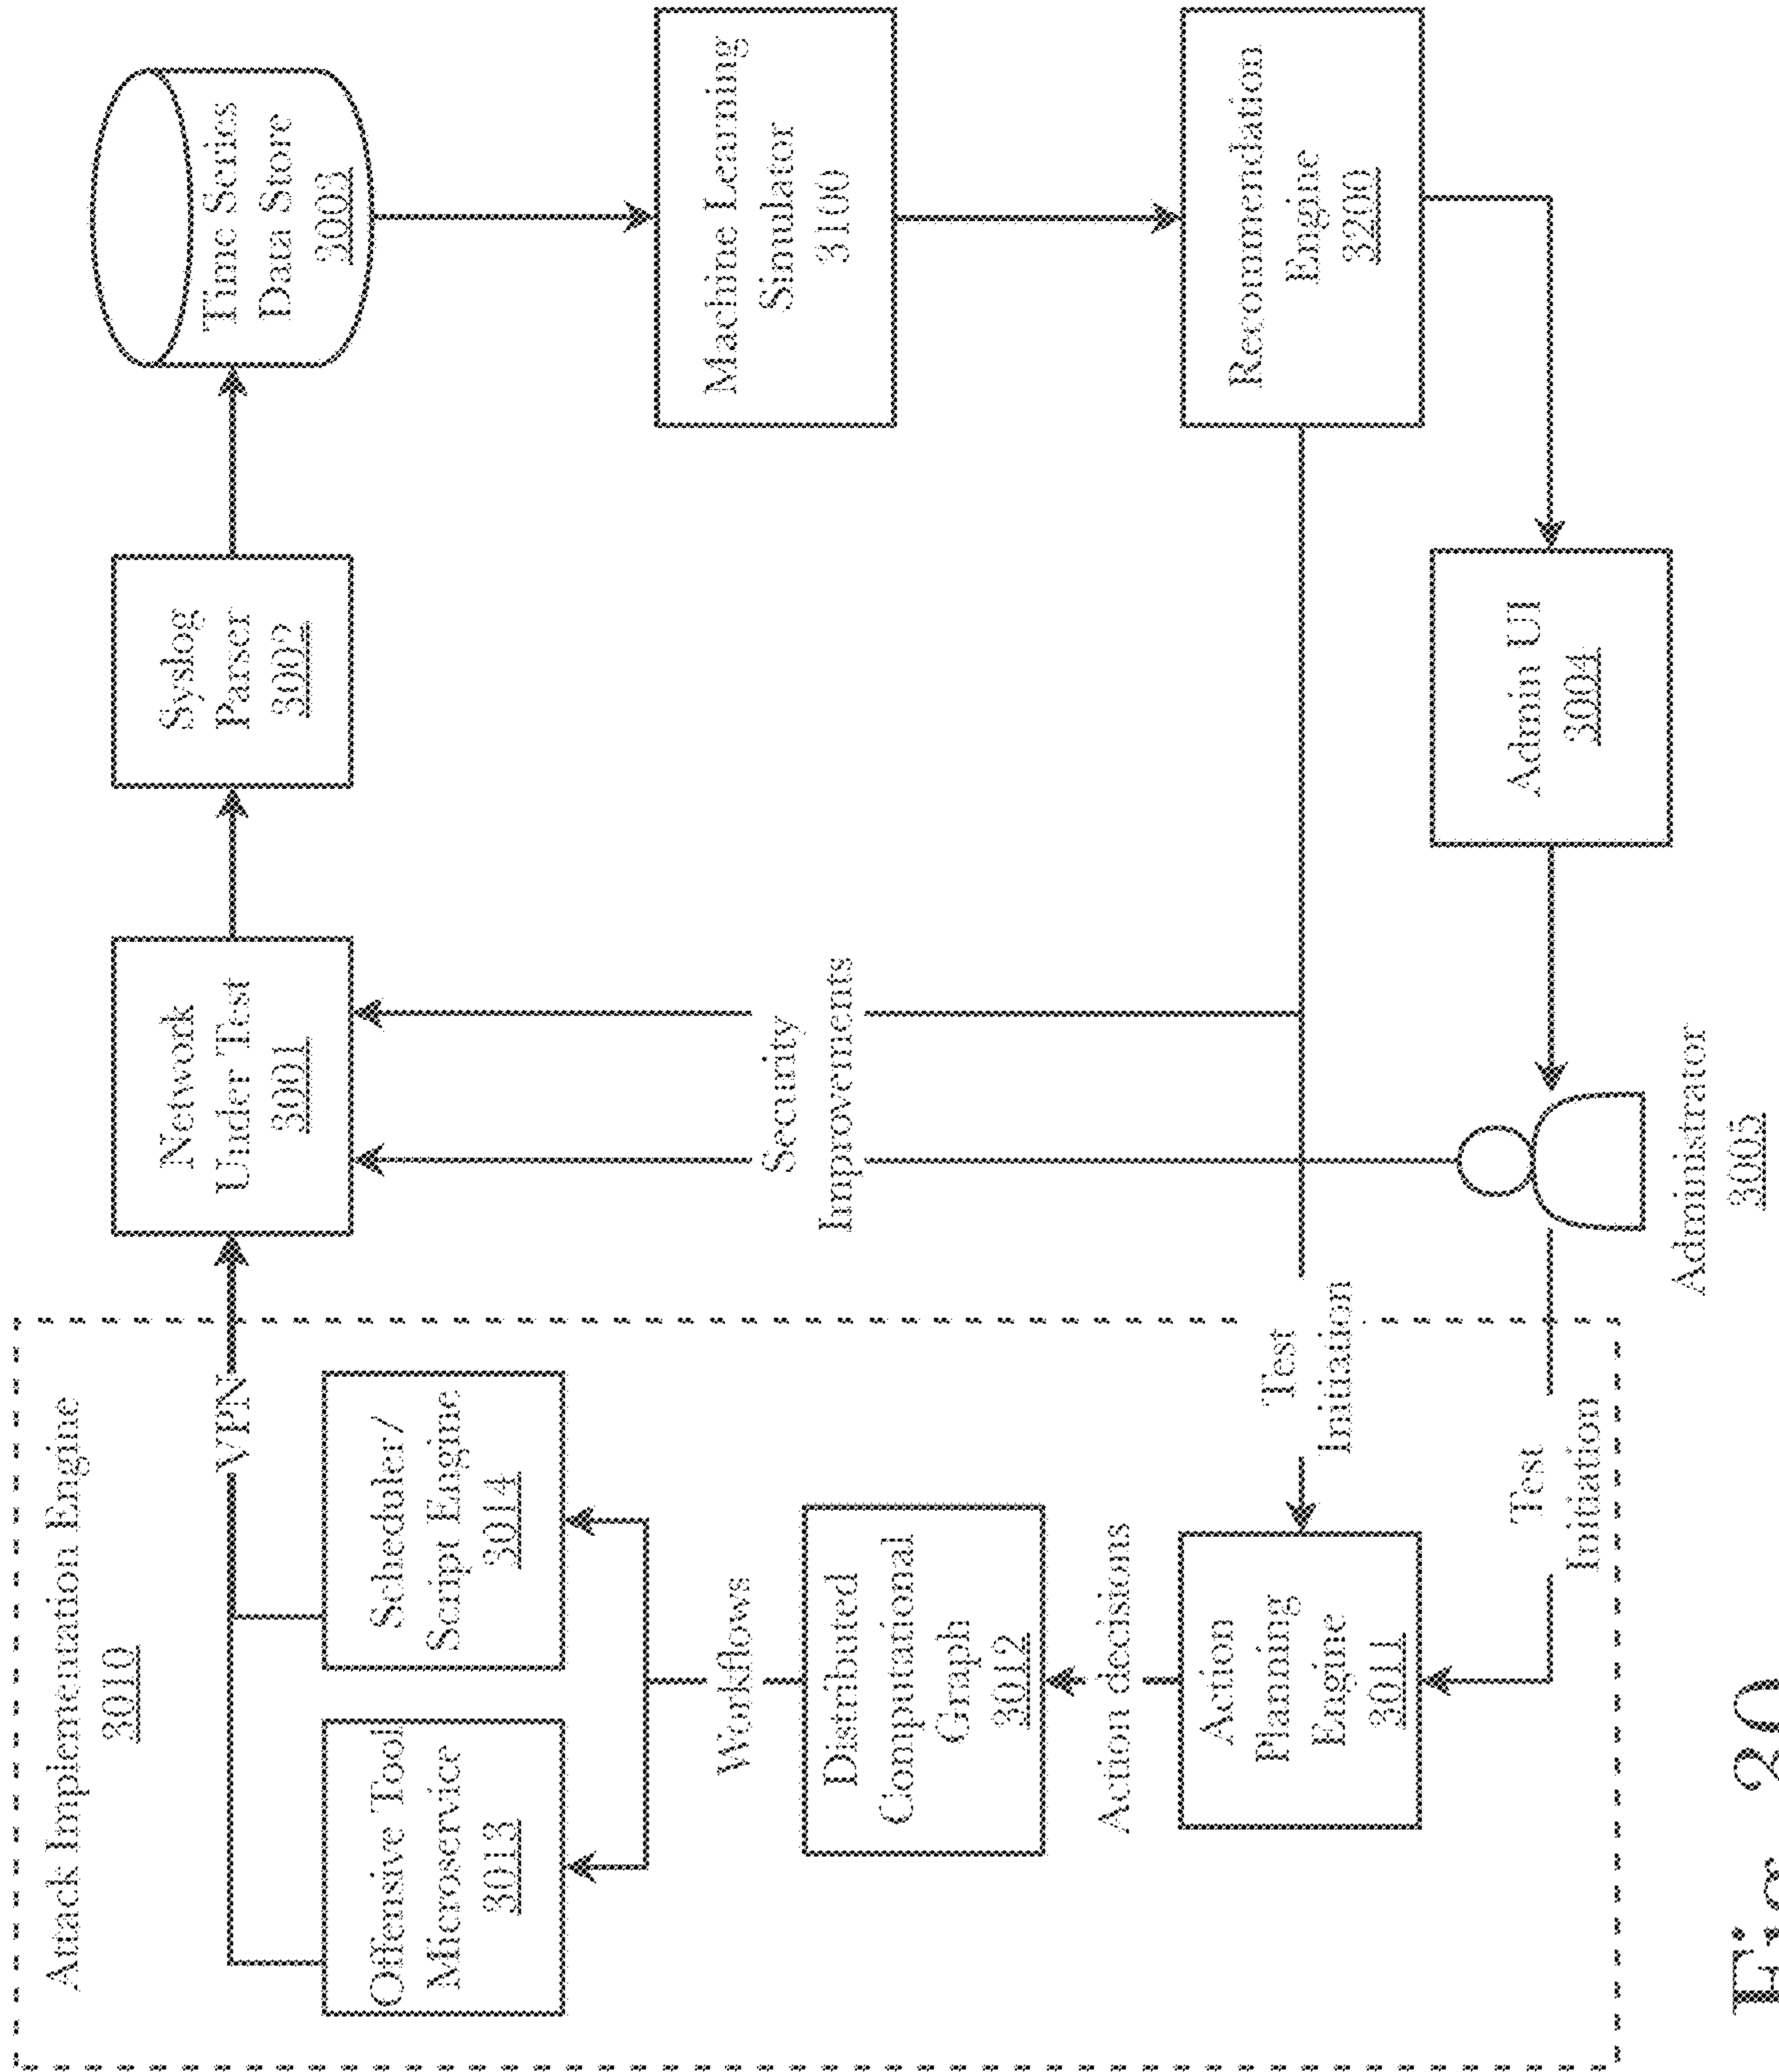 Attack Implementation Engine
3010
VPN
Network
Under Test
3001
Syslog
Parser
3002
Time Series
Data Store
3003
Offensive Tool
Microservice
3013
Scheduler/
Script Engine
3014
Workflows
Security
Improvements
Machine Learning
Simulator
3100
Distributed
Computational
Graph
3012
Action decisions
Action
Planning
Engine
3011
Test
Initiation
Recommendation
Engine
3200
Test
Initiation
Admin UI
3004
Administrator
3005
Fig. 20